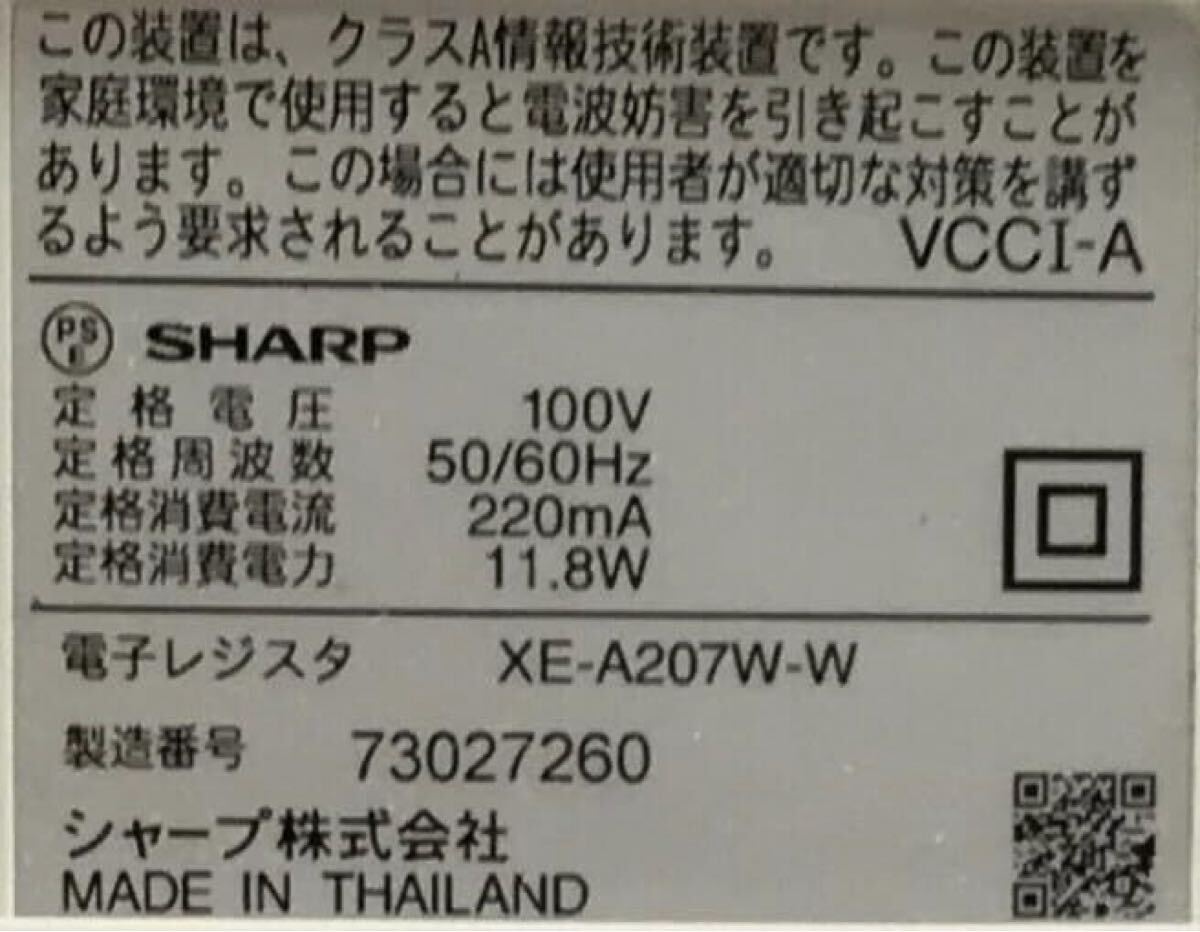 この装置は、クラスA情報技術装置です。この装置を
家庭環境で使用すると電波妨害を引き起こすことが
あります。この場合には使用者が適切な対策を講ず
るよう要求されることがあります。 VCCI-A
PS E SHARP
定格電圧 100V
定格周波数 50/60Hz
定格消費電流 220mA
定格消費電力 11.8W
電子レジスタ XE-A207W-W
製造番号 73027260
シャープ株式会社
MADE IN THAILAND